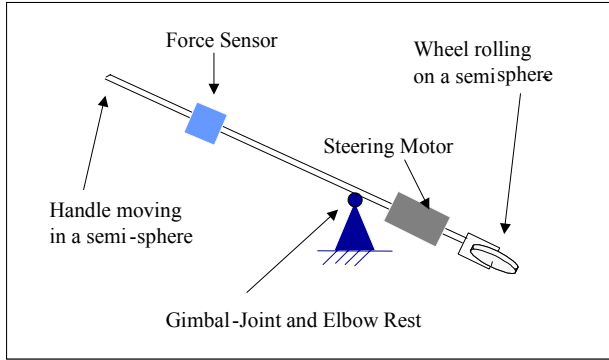 Force Sensor
Wheel rolling
on a semisphere
Steering Motor
Handle moving
in a semi-sphere
Gimbal-Joint and Elbow Rest